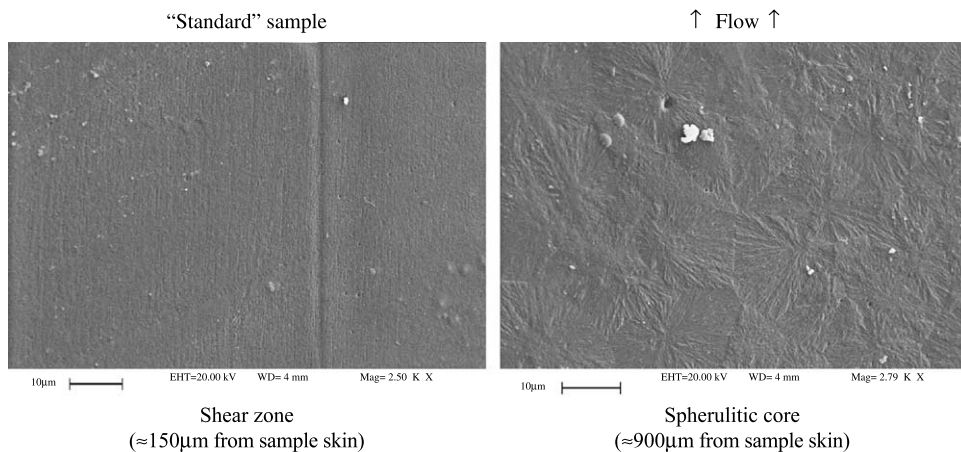 “Standard” sample
↑ Flow ↑
10μm EHT=20.00 kV WD= 4 mm Mag= 2.50 K X
10μm EHT=20.00 kV WD= 4 mm Mag= 2.79 K X
Shear zone
(≈150μm from sample skin)
Spherulitic core
(≈900μm from sample skin)